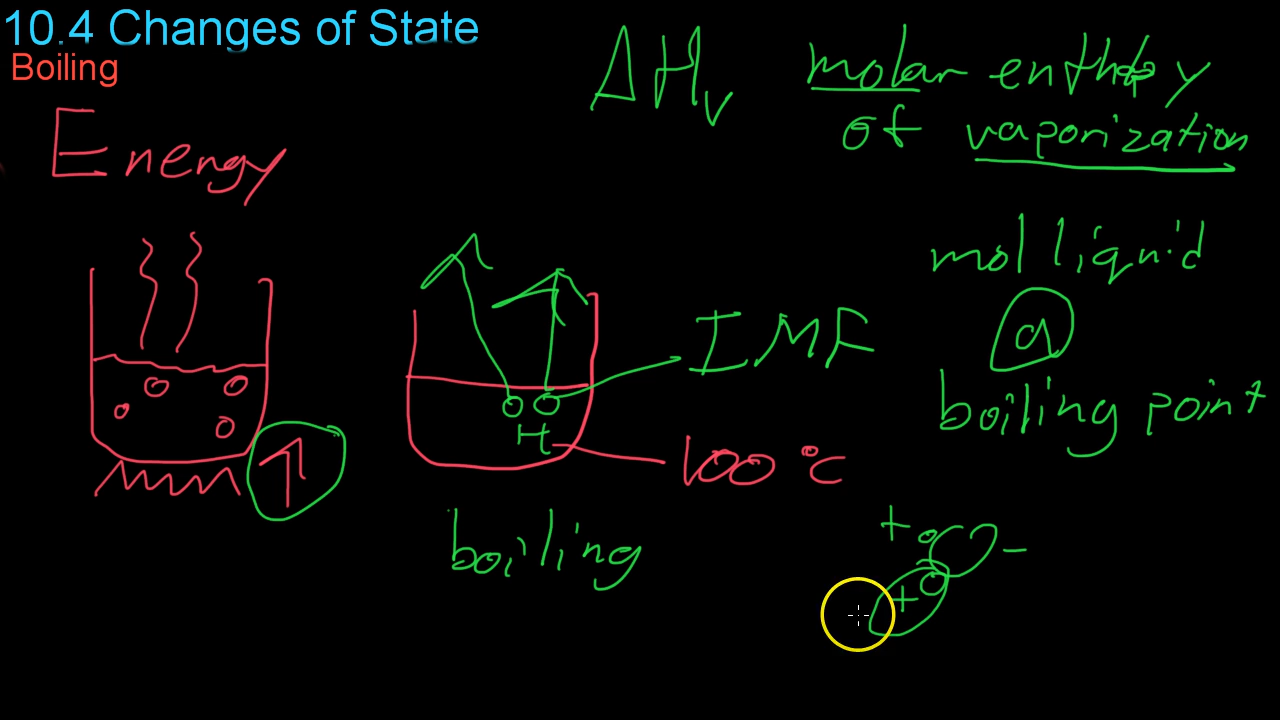 10.4 Changes of State
Boiling
Energy
ΔHv
molar enthalpy
of vaporization
mol liquid
@
boiling point
IMF
H
100°C
boiling
+ -
+